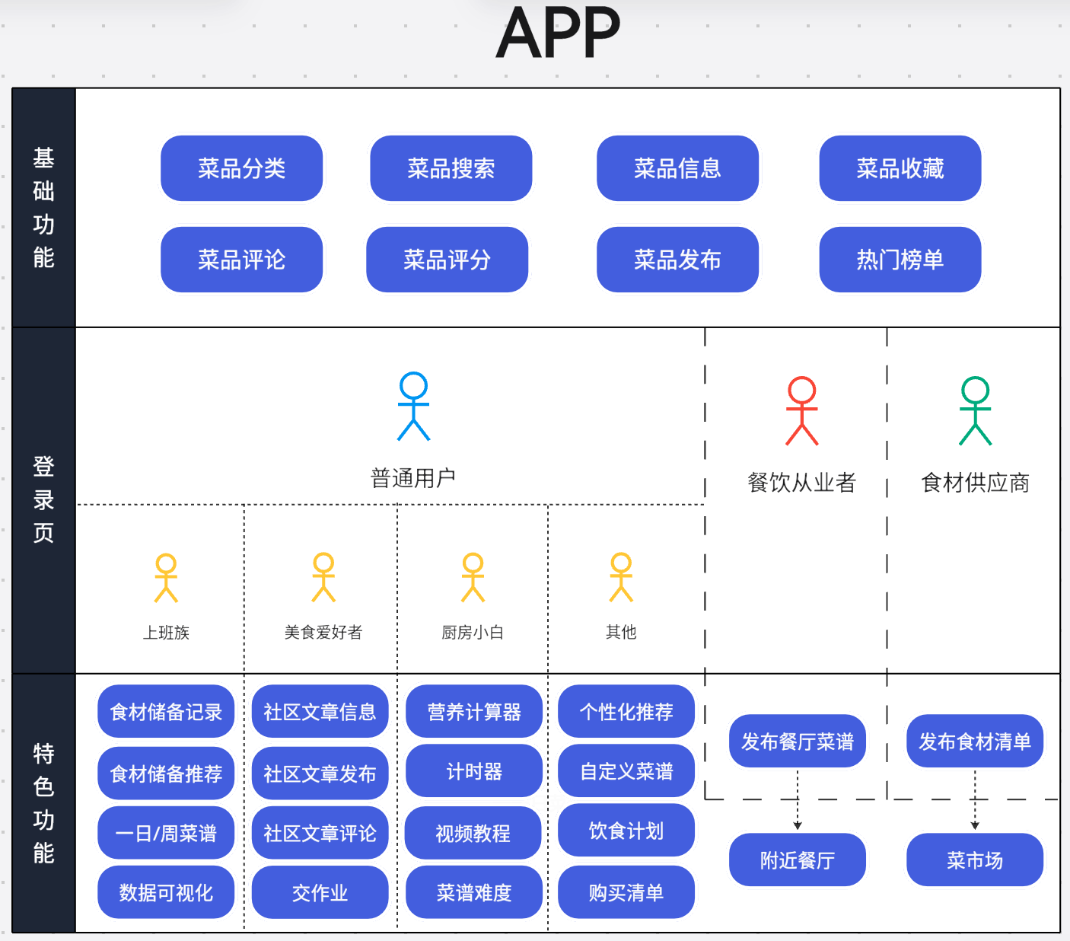 APP
基础功能
菜品分类
菜品搜索
菜品信息
菜品收藏
菜品评论
菜品评分
菜品发布
热门榜单
登录页
普通用户
餐饮从业者
食材供应商
上班族
美食爱好者
厨房小白
其他
特色功能
食材储备记录
社区文章信息
营养计算器
个性化推荐
发布餐厅菜谱
发布食材清单
食材储备推荐
社区文章发布
计时器
自定义菜谱
一日/周菜谱
社区文章评论
视频教程
饮食计划
附近餐厅
菜市场
数据可视化
交作业
菜谱难度
购买清单